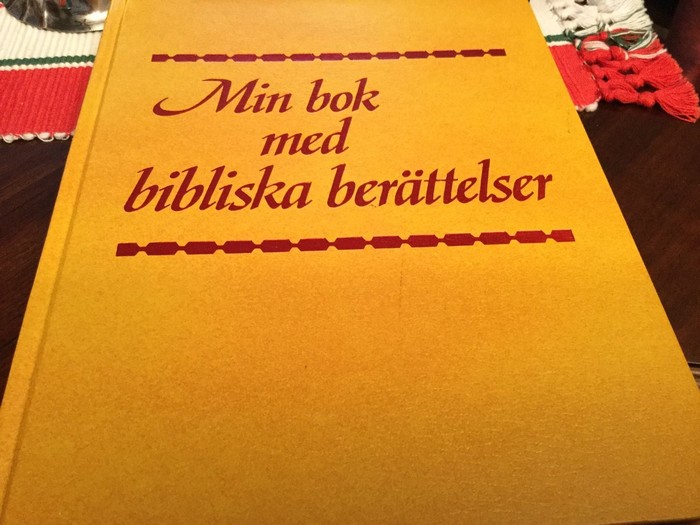 Min bok
med
bibliska berättelser